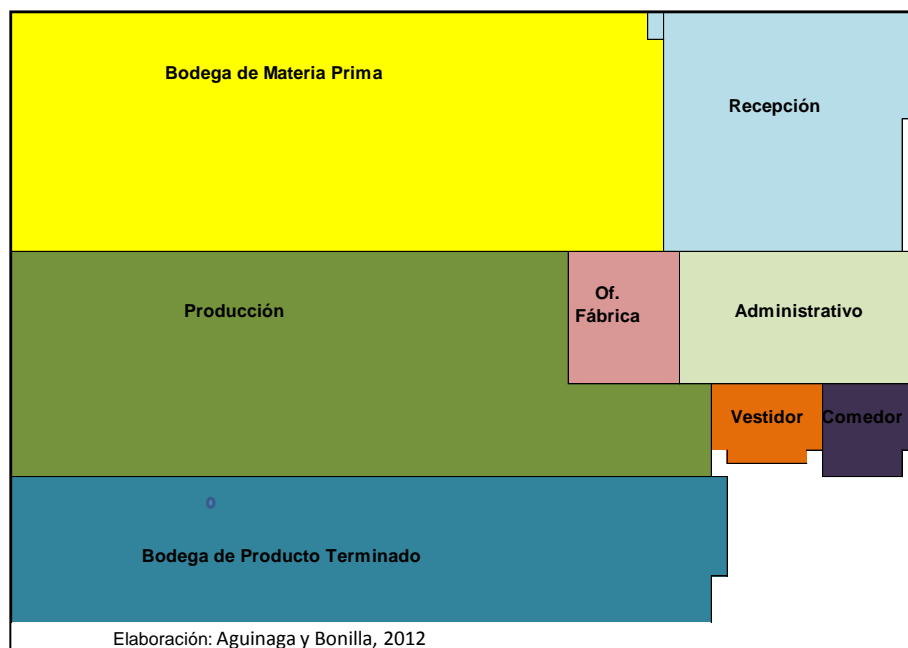 Bodega de Materia Prima
Recepción
Producción
Of.
Fábrica
Administrativo
Vestidor
Comedor
Bodega de Producto Terminado
Elaboración: Aguinaga y Bonilla, 2012